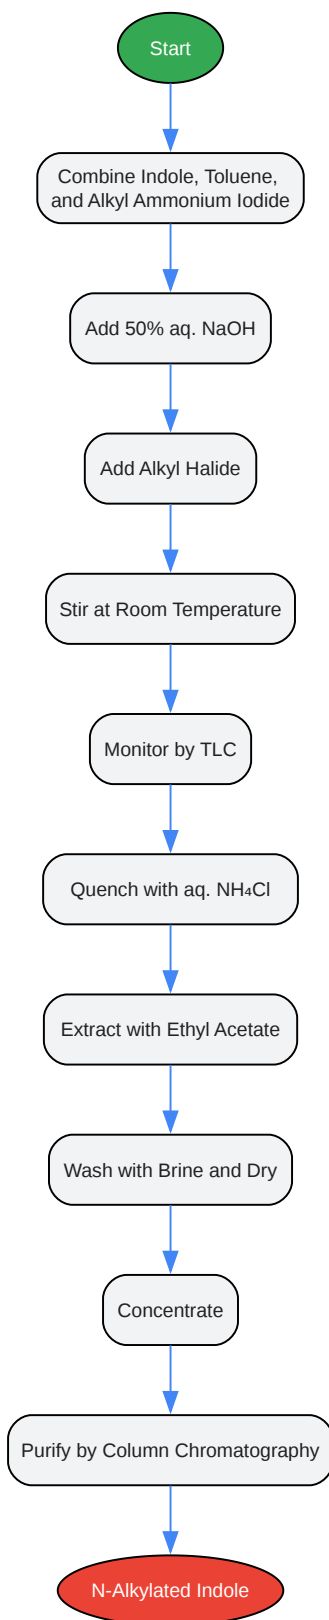 Start
Combine Indole, Toluene,
and Alkyl Ammonium Iodide
Add 50% aq. NaOH
Add Alkyl Halide
Stir at Room Temperature
Monitor by TLC
Quench with aq. NH₄Cl
Extract with Ethyl Acetate
Wash with Brine and Dry
Concentrate
Purify by Column Chromatography
N-Alkylated Indole